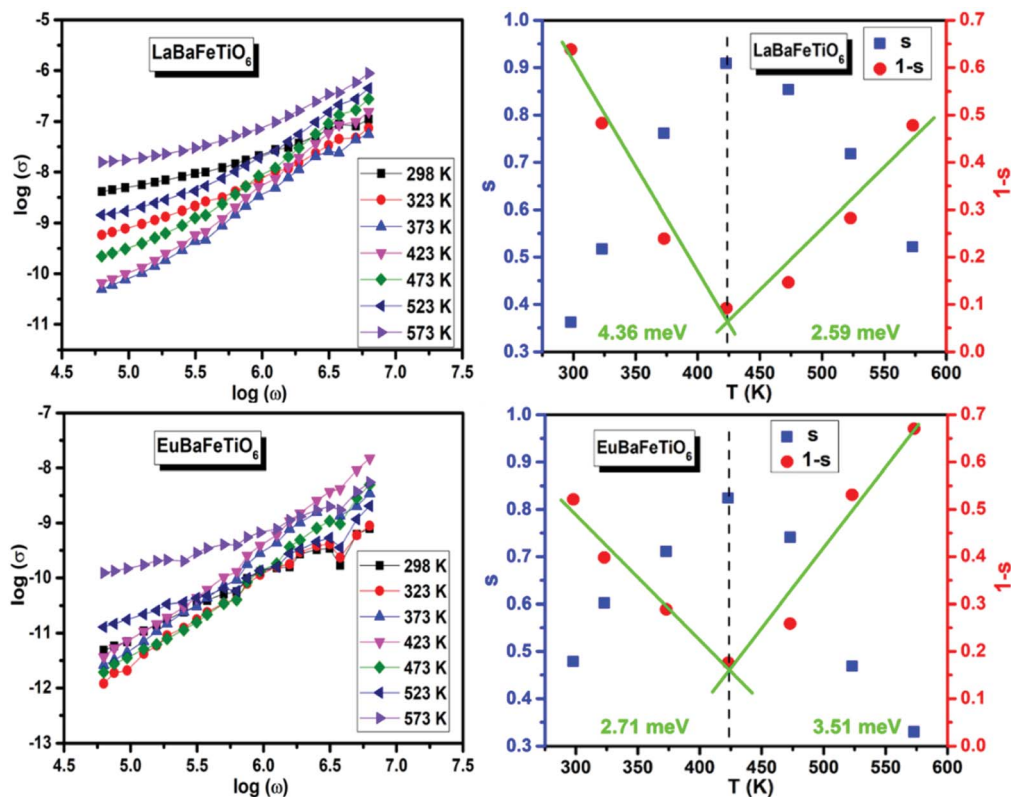 LaBaFeTiO6
log (σ)
-5
-6
-7
-8
-9
-10
-11
298 K
323 K
373 K
423 K
473 K
523 K
573 K
4.5 5.0 5.5 6.0 6.5 7.0 7.5
log (ω)
LaBaFeTiO6
s
1-s
s
1.0
0.9
0.8
0.7
0.6
0.5
0.4
0.3
1-s
0.7
0.6
0.5
0.4
0.3
0.2
0.1
0.0
4.36 meV
2.59 meV
300 350 400 450 500 550 600
T (K)
EuBaFeTiO6
log (σ)
-7
-8
-9
-10
-11
-12
-13
298 K
323 K
373 K
423 K
473 K
523 K
573 K
4.5 5.0 5.5 6.0 6.5 7.0 7.5
log (ω)
EuBaFeTiO6
s
1-s
s
1.0
0.9
0.8
0.7
0.6
0.5
0.4
0.3
1-s
0.7
0.6
0.5
0.4
0.3
0.2
0.1
0.0
2.71 meV
3.51 meV
300 350 400 450 500 550 600
T (K)